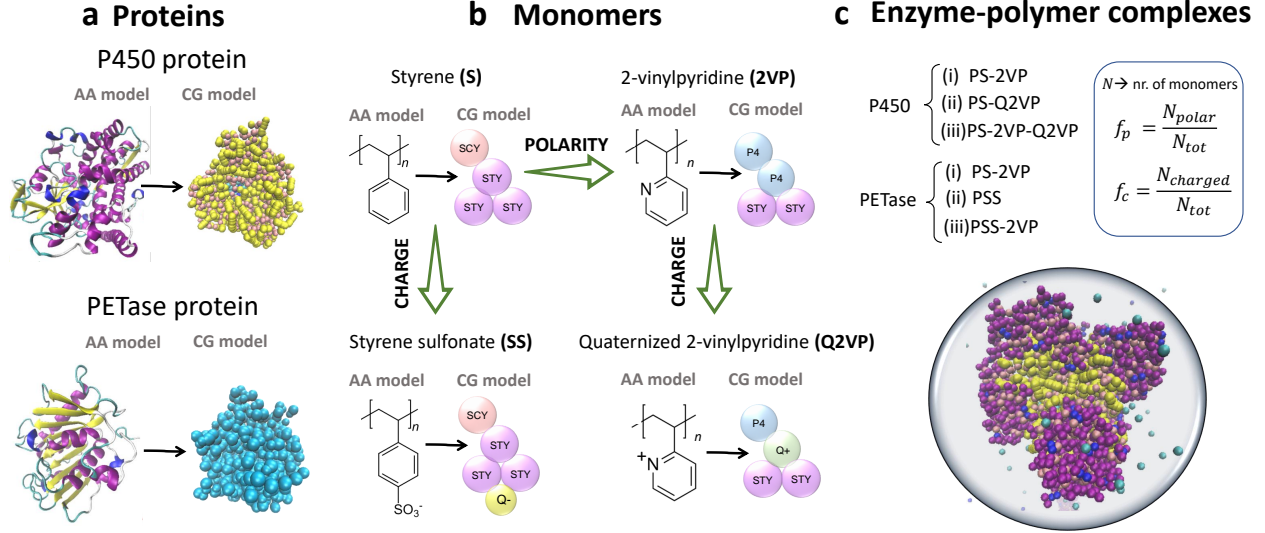 a Proteins
P450 protein
AA model CG model
PETase protein
AA model CG model
b Monomers
Styrene (S)
AA model CG model
n
SCY
STY
STY STY
POLARITY
2-vinylpyridine (2VP)
AA model CG model
n
N
P4
P4
STY STY
CHARGE
CHARGE
Styrene sulfonate (SS)
AA model CG model
n
SO3-
SCY
STY
STY STY
Q-
Quaternized 2-vinylpyridine (Q2VP)
AA model CG model
n
+N
P4
Q+
STY STY
c Enzyme-polymer complexes
P450
(i) PS-2VP
(ii) PS-Q2VP
(iii)PS-2VP-Q2VP
PETase
(i) PS-2VP
(ii) PSS
(iii)PSS-2VP
N→ nr. of monomers
fp = Npolar / Ntot
fc = Ncharged / Ntot